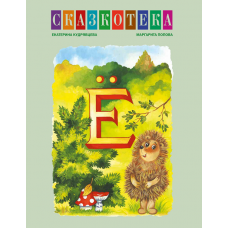 СКАЗКОТЕКА
ЕКАТЕРИНА КУДРЯВЦЕВА МАРГАРИТА ПОПОВА
Ё